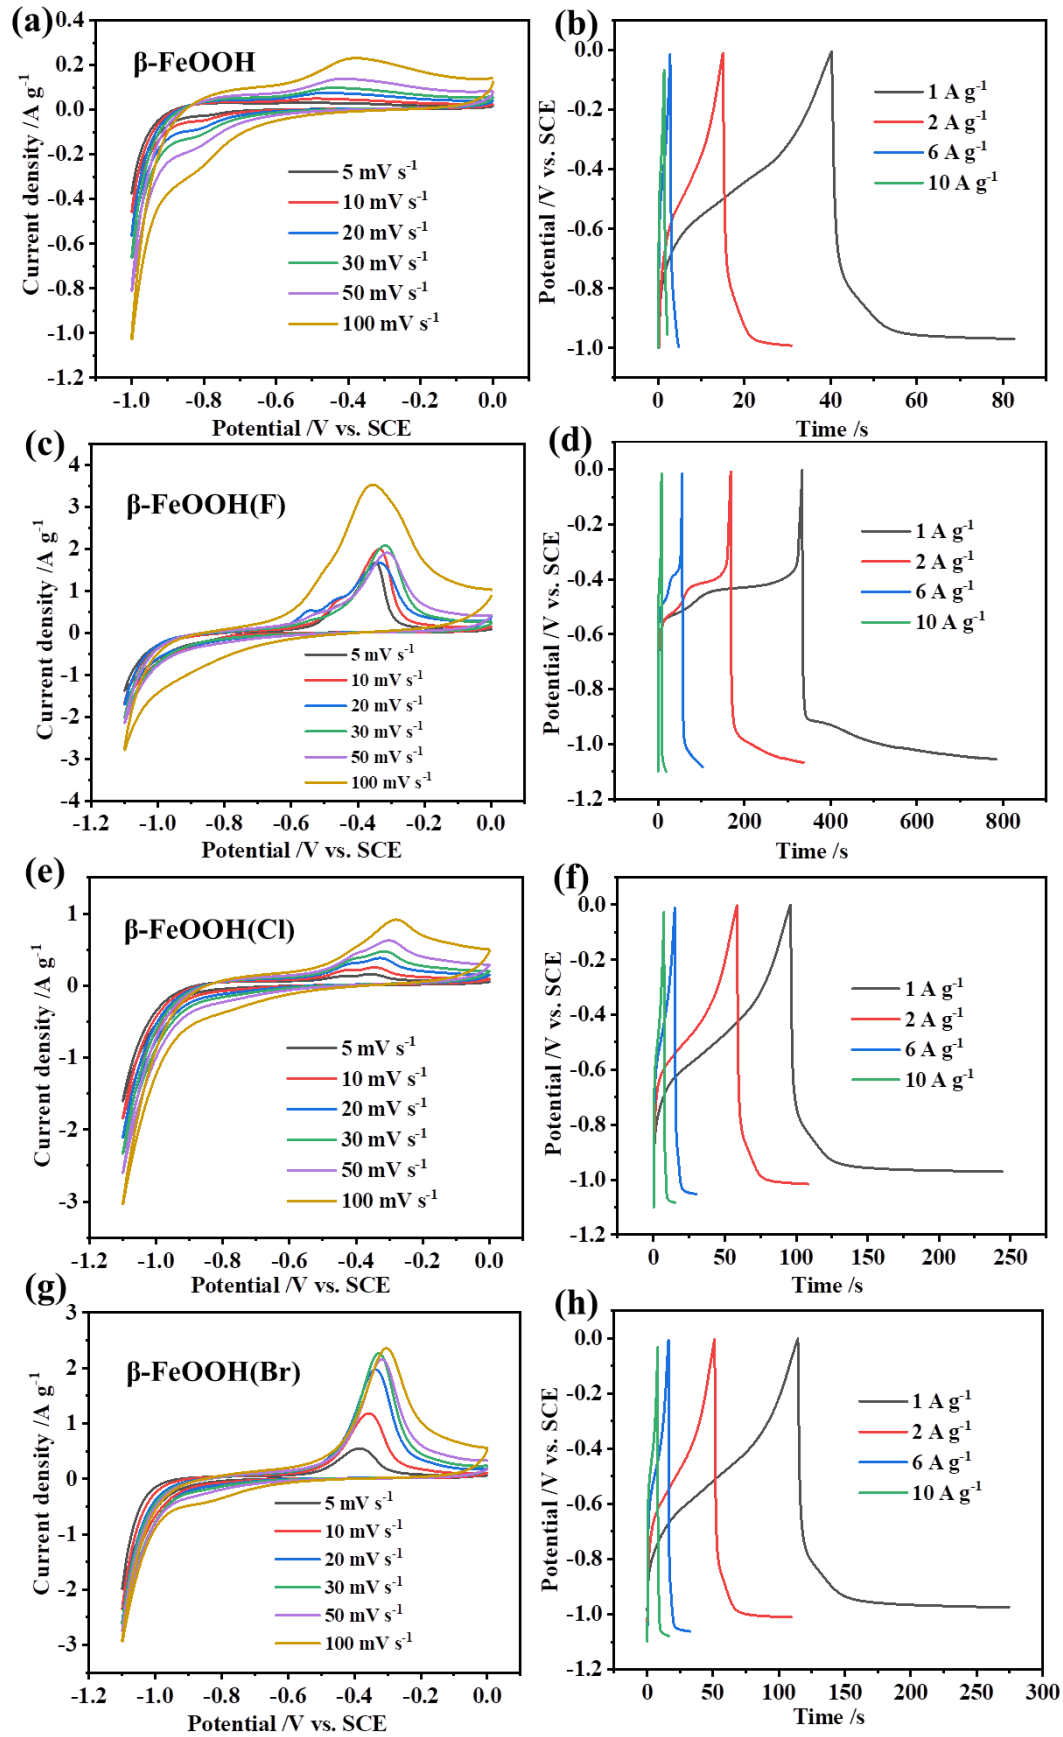 (a)
0.4
0.2
0.0
-0.2
-0.4
-0.6
-0.8
-1.0
-1.2
Current density /A g⁻¹
β-FeOOH
5 mV s⁻¹
10 mV s⁻¹
20 mV s⁻¹
30 mV s⁻¹
50 mV s⁻¹
100 mV s⁻¹
-1.0 -0.8 -0.6 -0.4 -0.2 0.0
Potential /V vs. SCE
(b)
0.0
-0.2
-0.4
-0.6
-0.8
-1.0
Potential /V vs. SCE
1 A g⁻¹
2 A g⁻¹
6 A g⁻¹
10 A g⁻¹
0 20 40 60 80
Time /s
(c)
4
3
2
1
0
-1
-2
-3
-4
Current density /A g⁻¹
β-FeOOH(F)
5 mV s⁻¹
10 mV s⁻¹
20 mV s⁻¹
30 mV s⁻¹
50 mV s⁻¹
100 mV s⁻¹
-1.2 -1.0 -0.8 -0.6 -0.4 -0.2 0.0
Potential /V vs. SCE
(d)
0.0
-0.2
-0.4
-0.6
-0.8
-1.0
-1.2
Potential /V vs. SCE
1 A g⁻¹
2 A g⁻¹
6 A g⁻¹
10 A g⁻¹
0 200 400 600 800
Time /s
(e)
1
0
-1
-2
-3
Current density /A g⁻¹
β-FeOOH(Cl)
5 mV s⁻¹
10 mV s⁻¹
20 mV s⁻¹
30 mV s⁻¹
50 mV s⁻¹
100 mV s⁻¹
-1.2 -1.0 -0.8 -0.6 -0.4 -0.2 0.0
Potential /V vs. SCE
(f)
0.0
-0.2
-0.4
-0.6
-0.8
-1.0
-1.2
Potential /V vs. SCE
1 A g⁻¹
2 A g⁻¹
6 A g⁻¹
10 A g⁻¹
0 50 100 150 200 250
Time /s
(g)
3
2
1
0
-1
-2
-3
Current density /A g⁻¹
β-FeOOH(Br)
5 mV s⁻¹
10 mV s⁻¹
20 mV s⁻¹
30 mV s⁻¹
50 mV s⁻¹
100 mV s⁻¹
-1.2 -1.0 -0.8 -0.6 -0.4 -0.2 0.0
Potential /V vs. SCE
(h)
0.0
-0.2
-0.4
-0.6
-0.8
-1.0
-1.2
Potential /V vs. SCE
1 A g⁻¹
2 A g⁻¹
6 A g⁻¹
10 A g⁻¹
0 50 100 150 200 250 300
Time /s